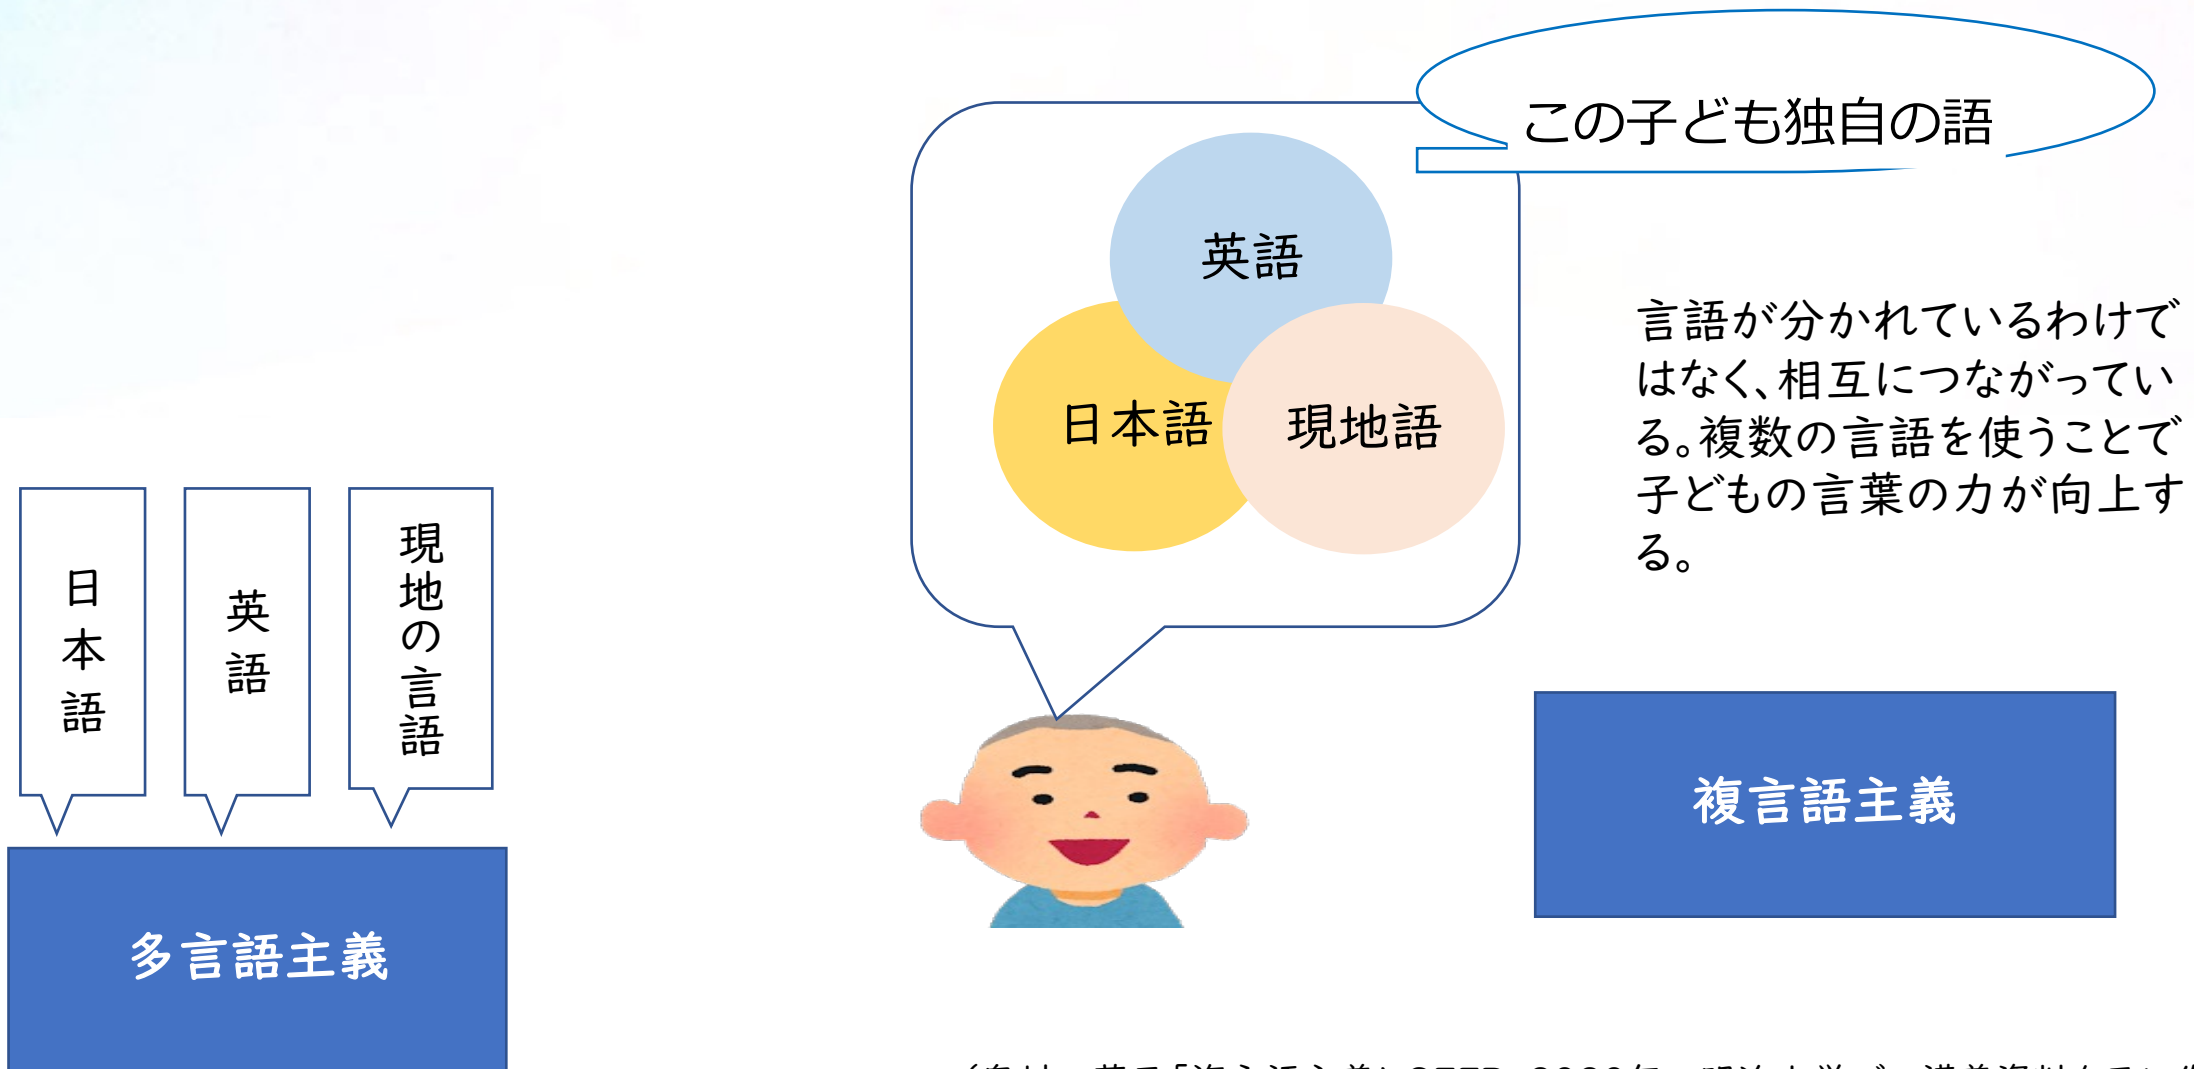 日本語
英語
現地の言語
多言語主義
この子ども独自の語
英語
日本語
現地語
言語が分かれているわけで
はなく、相互につながってい
る。複数の言語を使うことで
子どもの言葉の力が向上す
る。
複言語主義